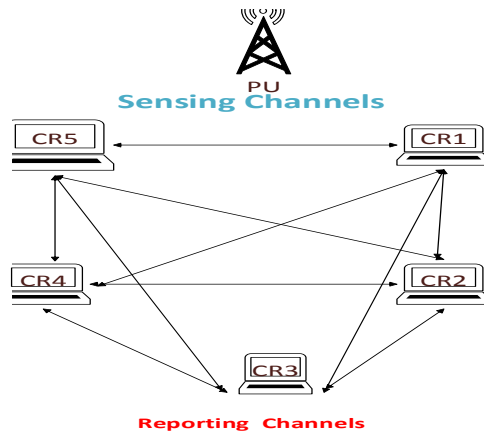 PU
Sensing Channels
CR5 CR1
CR4 CR2
CR3
Reporting Channels